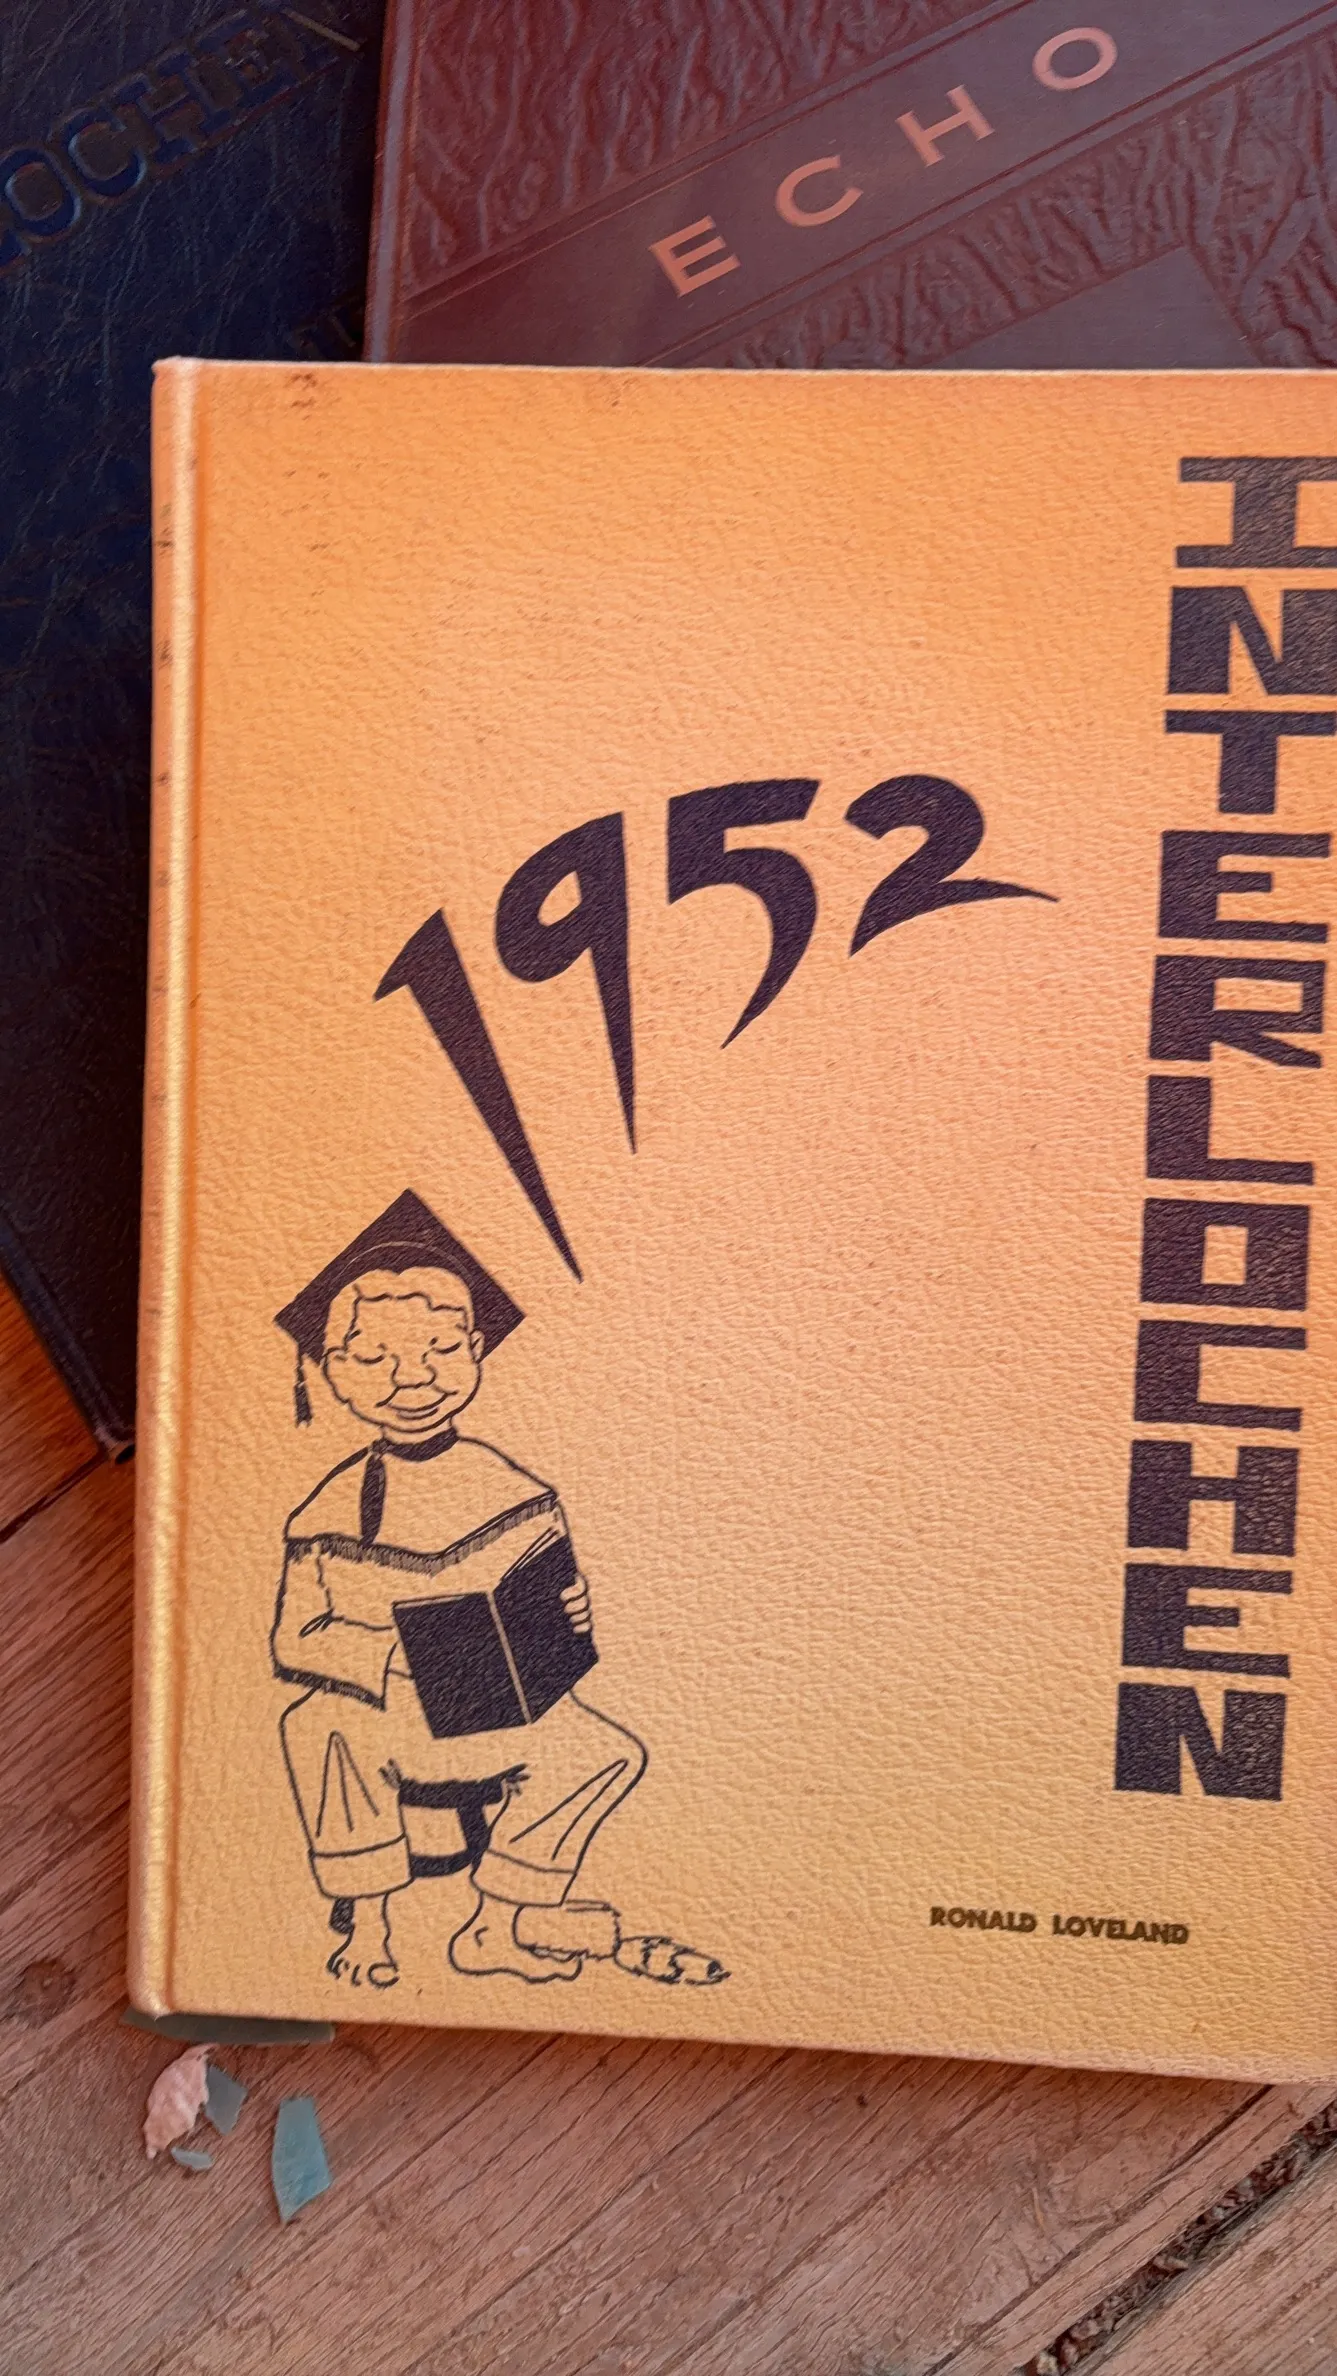 ECHO
1952
INTERLOCHEN
RONALD LOVELAND